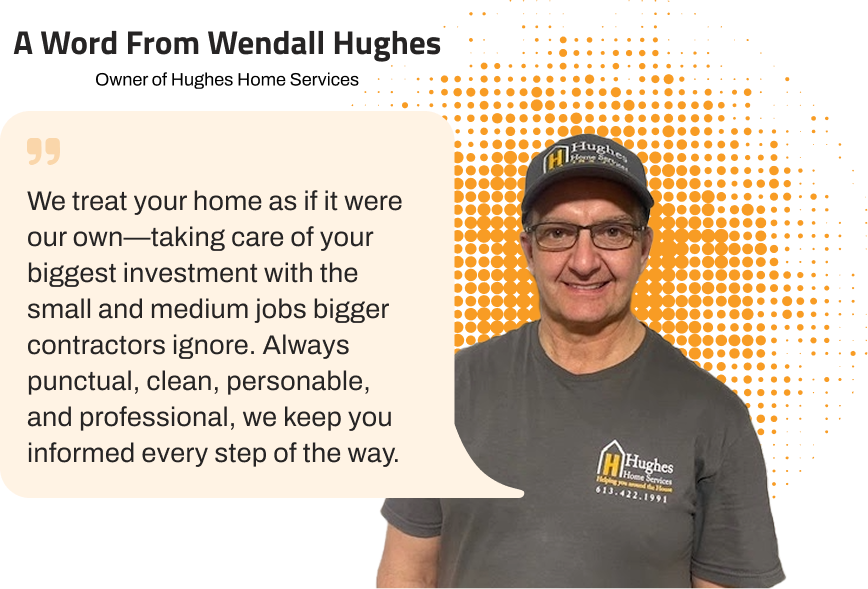 A Word From Wendall Hughes
Owner of Hughes Home Services
❞
We treat your home as if it were
our own—taking care of your
biggest investment with the
small and medium jobs bigger
contractors ignore. Always
punctual, clean, personable,
and professional, we keep you
informed every step of the way.
H Hughes
Home Services
H Hughes
Home Services
Helping you around the House
613.422.1991